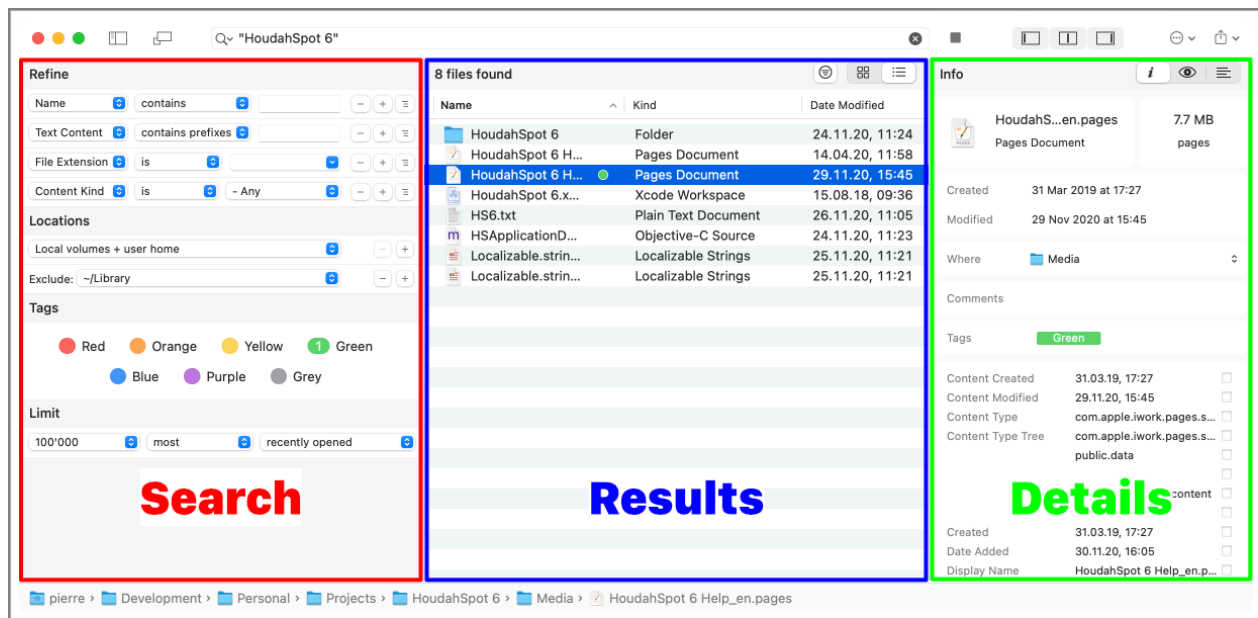 "HoudahSpot 6"
Refine
Name contains
Text Content contains prefixes
File Extension is
Content Kind is - Any
Locations
Local volumes + user home
Exclude: ~/Library
Tags
Red Orange Yellow 1 Green
Blue Purple Grey
Limit
100'000 most recently opened
Search
8 files found
Name Kind Date Modified
HoudahSpot 6 Folder 24.11.20, 11:24
HoudahSpot 6 H... Pages Document 14.04.20, 11:58
HoudahSpot 6 H... Pages Document 29.11.20, 15:45
HoudahSpot 6.x... Xcode Workspace 15.08.18, 09:36
HS6.txt Plain Text Document 26.11.20, 11:05
m HSApplicationD... Objective-C Source 24.11.20, 11:23
Localizable.strin... Localizable Strings 25.11.20, 11:21
Localizable.strin... Localizable Strings 25.11.20, 11:21
Results
Info i
HoudahS...en.pages 7.7 MB
Pages Document pages
PAGES
Created 31 Mar 2019 at 17:27
Modified 29 Nov 2020 at 15:45
Where Media
Comments
Tags Green
Content Created 31.03.19, 17:27
Content Modified 29.11.20, 15:45
Content Type com.apple.iwork.pages.s...
Content Type Tree com.apple.iwork.pages.s...
public.data
content
Details
Created 31.03.19, 17:27
Date Added 30.11.20, 16:05
Display Name HoudahSpot 6 Help_en.p...
pierre › Development › Personal › Projects › HoudahSpot 6 › Media › HoudahSpot 6 Help_en.pages